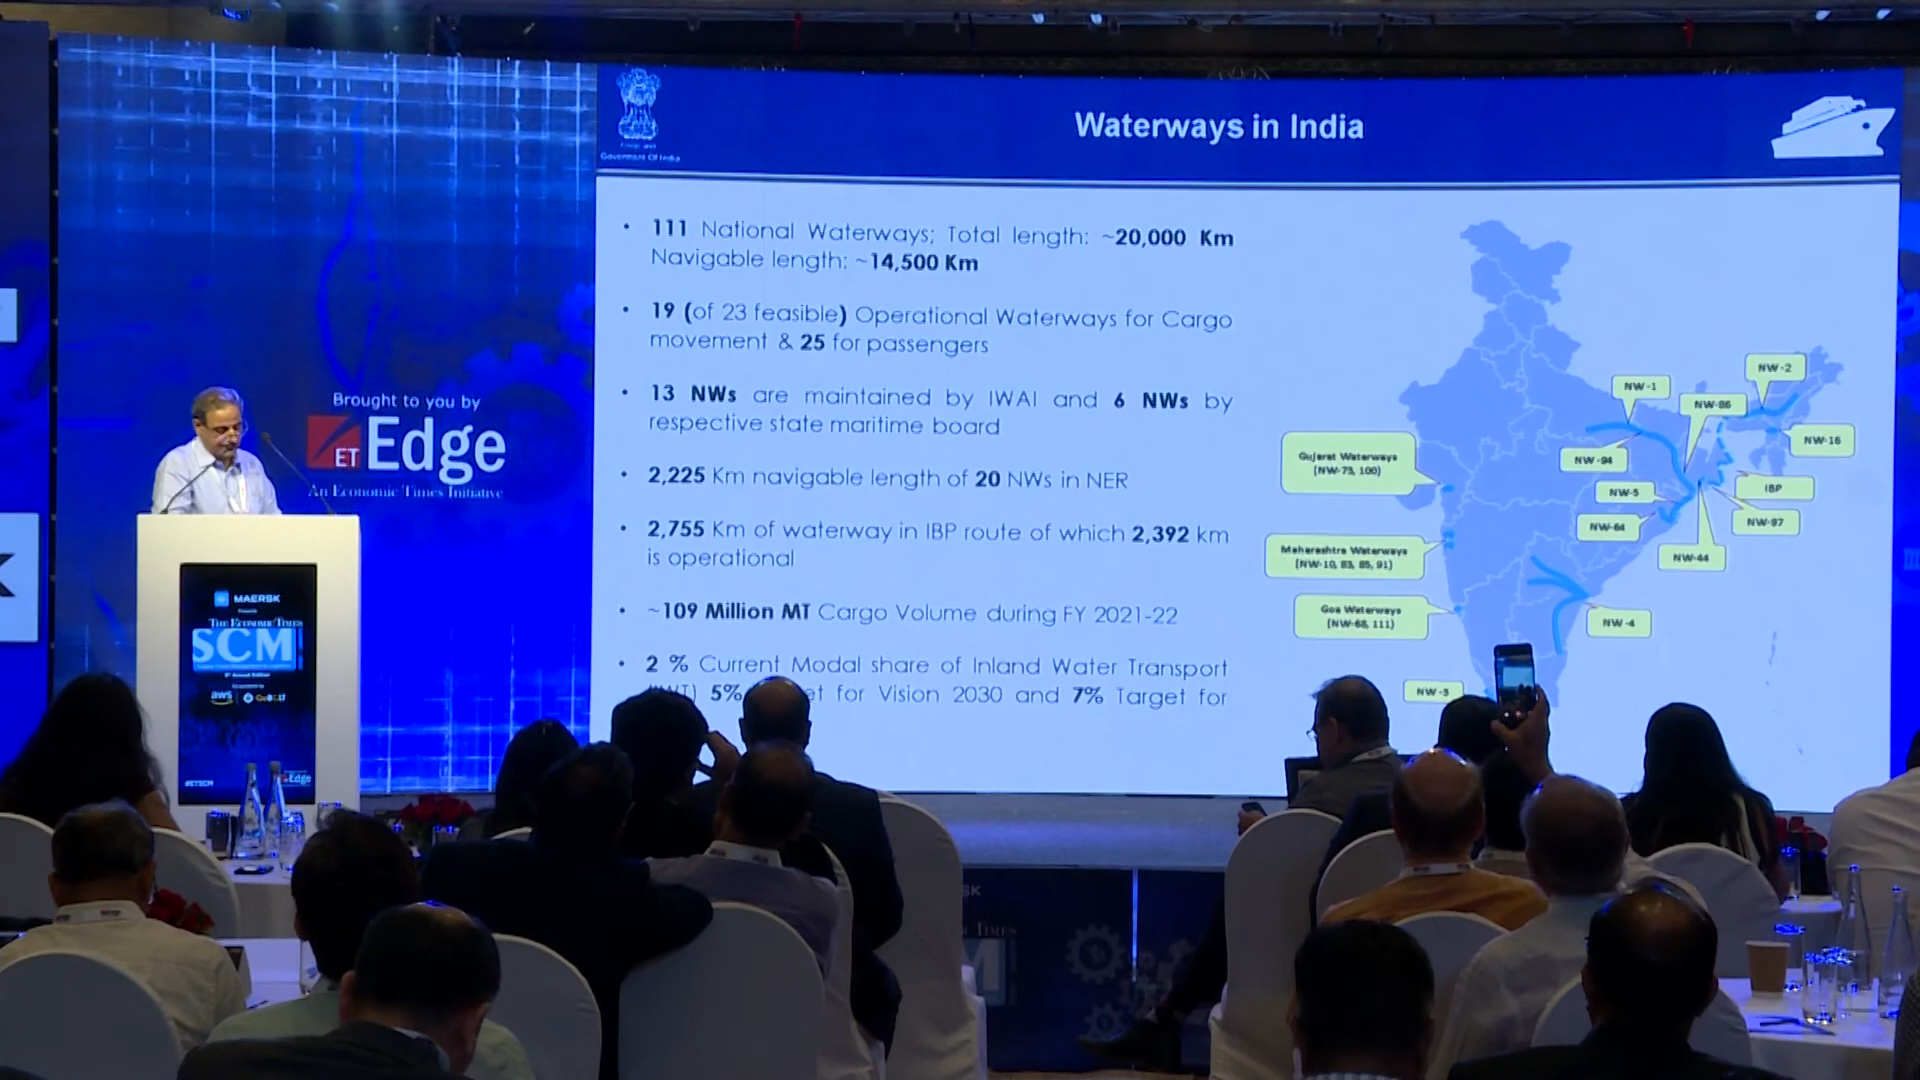 Waterways in India
Government Of India
• 111 National Waterways; Total length: ~20,000 Km
Navigable length: ~14,500 Km
• 19 (of 23 feasible) Operational Waterways for Cargo
movement & 25 for passengers
• 13 NWs are maintained by IWAI and 6 NWs by
respective state maritime board
• 2,225 Km navigable length of 20 NWs in NER
• 2,755 Km of waterway in IBP route of which 2,392 km
is operational
• ~109 Million MT Cargo Volume during FY 2021-22
• 2 % Current Modal share of Inland Water Transport
5% for Vision 2030 and 7% Target for
NW-2
NW-1
NW-86
NW-16
Gujarat Waterways
(NW-73, 100)
NW-94
NW-5
IBP
NW-64
NW-97
Maharashtra Waterways
(NW-10, 83, 85, 91)
NW-44
Goa Waterways
(NW-68, 111)
NW-4
NW-3
Brought to you by
ET Edge
An Economic Times Initiative
MAERSK
Presents
THE ECONOMIC TIMES
SCM
aws
#ETSCM
Edge